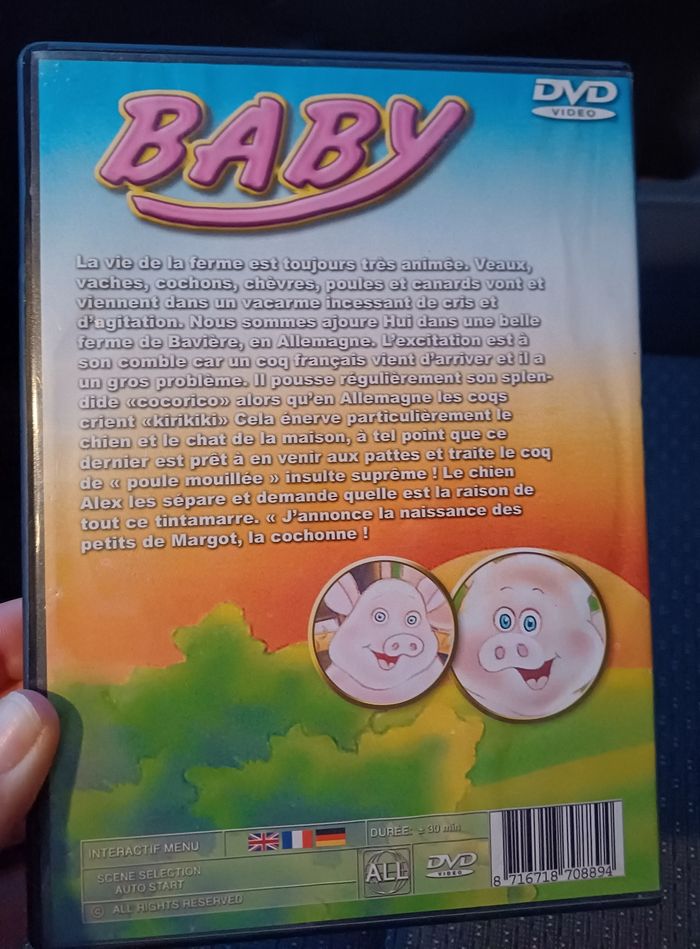 BABY
DVD
VIDEO
La vie de la ferme est toujours très animée. Veaux,
vaches, cochons, chèvres, poules et canards vont et
viennent dans un vacarme incessant de cris et
d'agitation. Nous sommes ajoure Hui dans une belle
ferme de Bavière, en Allemagne. L'excitation est à
son comble car un coq français vient d'arriver et il a
un gros problème. Il pousse régulièrement son splen-
dide «cocorico» alors qu'en Allemagne les coqs
crient «kirikiki» Cela énerve particulièrement le
chien et le chat de la maison, à tel point que ce
dernier est prêt à en venir aux pattes et traite le coq
de « poule mouillée » insulte suprême ! Le chien
Alex les sépare et demande quelle est la raison de
tout ce tintamarre. « J'annonce la naissance des
petits de Margot, la cochonne !
INTERACTIF MENU
DURÉE: ± 30 min
SCENE SELECTION
AUTO START
ALL
DVD
VIDEO
© ALL RIGHTS RESERVED
8 716718 708894